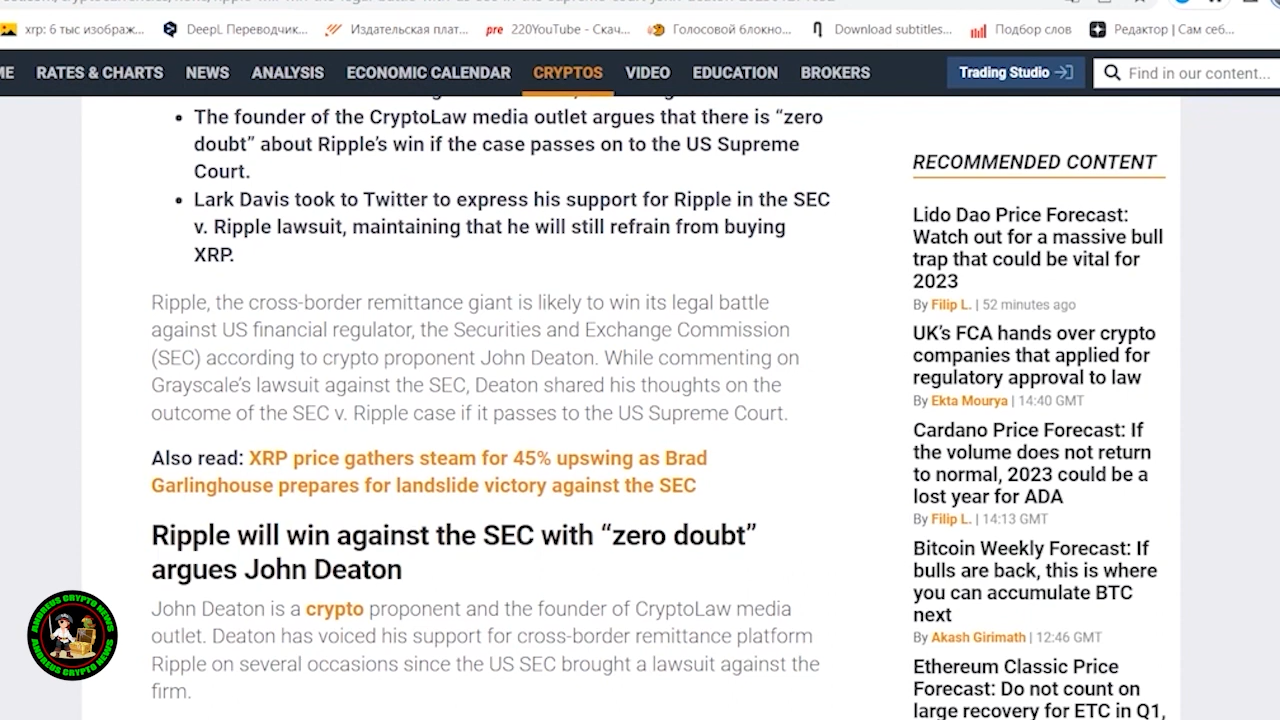 хrp: 6 тыс изображ...
DeepL Переводчик...
Издательская плат...
220YouTube - Скач...
Голосовой блокно...
Download subtitles...
Подбор слов
Редактор | Сам себ...
ME RATES & CHARTS NEWS ANALYSIS ECONOMIC CALENDAR CRYPTOS VIDEO EDUCATION BROKERS
Trading Studio
Find in our content...
• The founder of the CryptoLaw media outlet argues that there is “zero
doubt” about Ripple’s win if the case passes on to the US Supreme
Court.
• Lark Davis took to Twitter to express his support for Ripple in the SEC
v. Ripple lawsuit, maintaining that he will still refrain from buying
XRP.
Ripple, the cross-border remittance giant is likely to win its legal battle
against US financial regulator, the Securities and Exchange Commission
(SEC) according to crypto proponent John Deaton. While commenting on
Grayscale’s lawsuit against the SEC, Deaton shared his thoughts on the
outcome of the SEC v. Ripple case if it passes to the US Supreme Court.
Also read: XRP price gathers steam for 45% upswing as Brad
Garlinghouse prepares for landslide victory against the SEC
Ripple will win against the SEC with “zero doubt”
argues John Deaton
John Deaton is a crypto proponent and the founder of CryptoLaw media
outlet. Deaton has voiced his support for cross-border remittance platform
Ripple on several occasions since the US SEC brought a lawsuit against the
firm.
RECOMMENDED CONTENT
Lido Dao Price Forecast:
Watch out for a massive bull
trap that could be vital for
2023
By Filip L. | 52 minutes ago
UK’s FCA hands over crypto
companies that applied for
regulatory approval to law
By Ekta Mourya | 14:40 GMT
Cardano Price Forecast: If
the volume does not return
to normal, 2023 could be a
lost year for ADA
By Filip L. | 14:13 GMT
Bitcoin Weekly Forecast: If
bulls are back, this is where
you can accumulate BTC
next
By Akash Girimath | 12:46 GMT
Ethereum Classic Price
Forecast: Do not count on
large recovery for ETC in Q1,
ANDREUS CRYPTO NEWS
ANDREUS CRYPTO NEWS